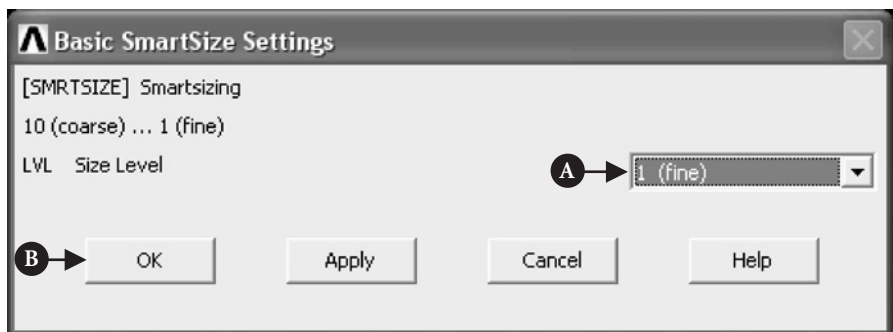 Basic SmartSize Settings
[SMRTSIZE] Smartsizing
10 (coarse) ... 1 (fine)
LVL Size Level
A
1 (fine)
B
OK
Apply
Cancel
Help